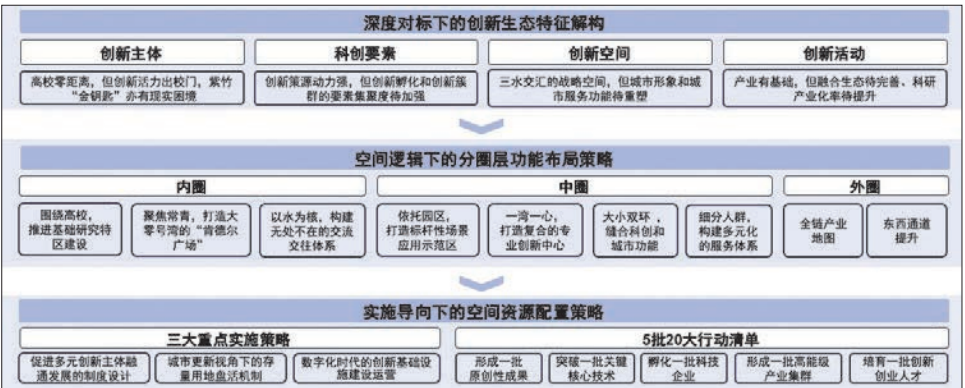 深度对标下的创新生态特征解构
创新主体
科创要素
创新空间
创新活动
高校零距离，但创新活力出校门，紫竹
“金钥匙”亦有现实困境
创新策源动力强，但创新孵化和创新簇
群的要素集聚度待加强
三水交汇的战略空间，但城市形象和城
市服务功能待重塑
产业有基础，但融合生态待完善、科研
产业化率待提升
空间逻辑下的分圈层功能布局策略
内圈
中圈
外圈
围绕高校，
推进基础研究特
区建设
聚焦常青，打造大
零号湾的“肯德尔
广场”
以水为核，构建
无处不在的交流
交往体系
依托园区，
打造标杆性场景
应用示范区
一湾一心，
打造复合的专
业创新中心
大小双环，
缝合科创和
城市功能
细分人群，
构建多元化
的服务体系
全链产业
地图
东西通道
提升
实施导向下的空间资源配置策略
三大重点实施策略
5批20大行动清单
促进多元创新主体融
通发展的制度设计
城市更新视角下的存
量用地盘活机制
数字化时代的创新基础设
施建设运营
形成一批
原创性成果
突破一批关键
核心技术
孵化一批科技
企业
形成一批高能级
产业集群
培育一批创新
创业人才